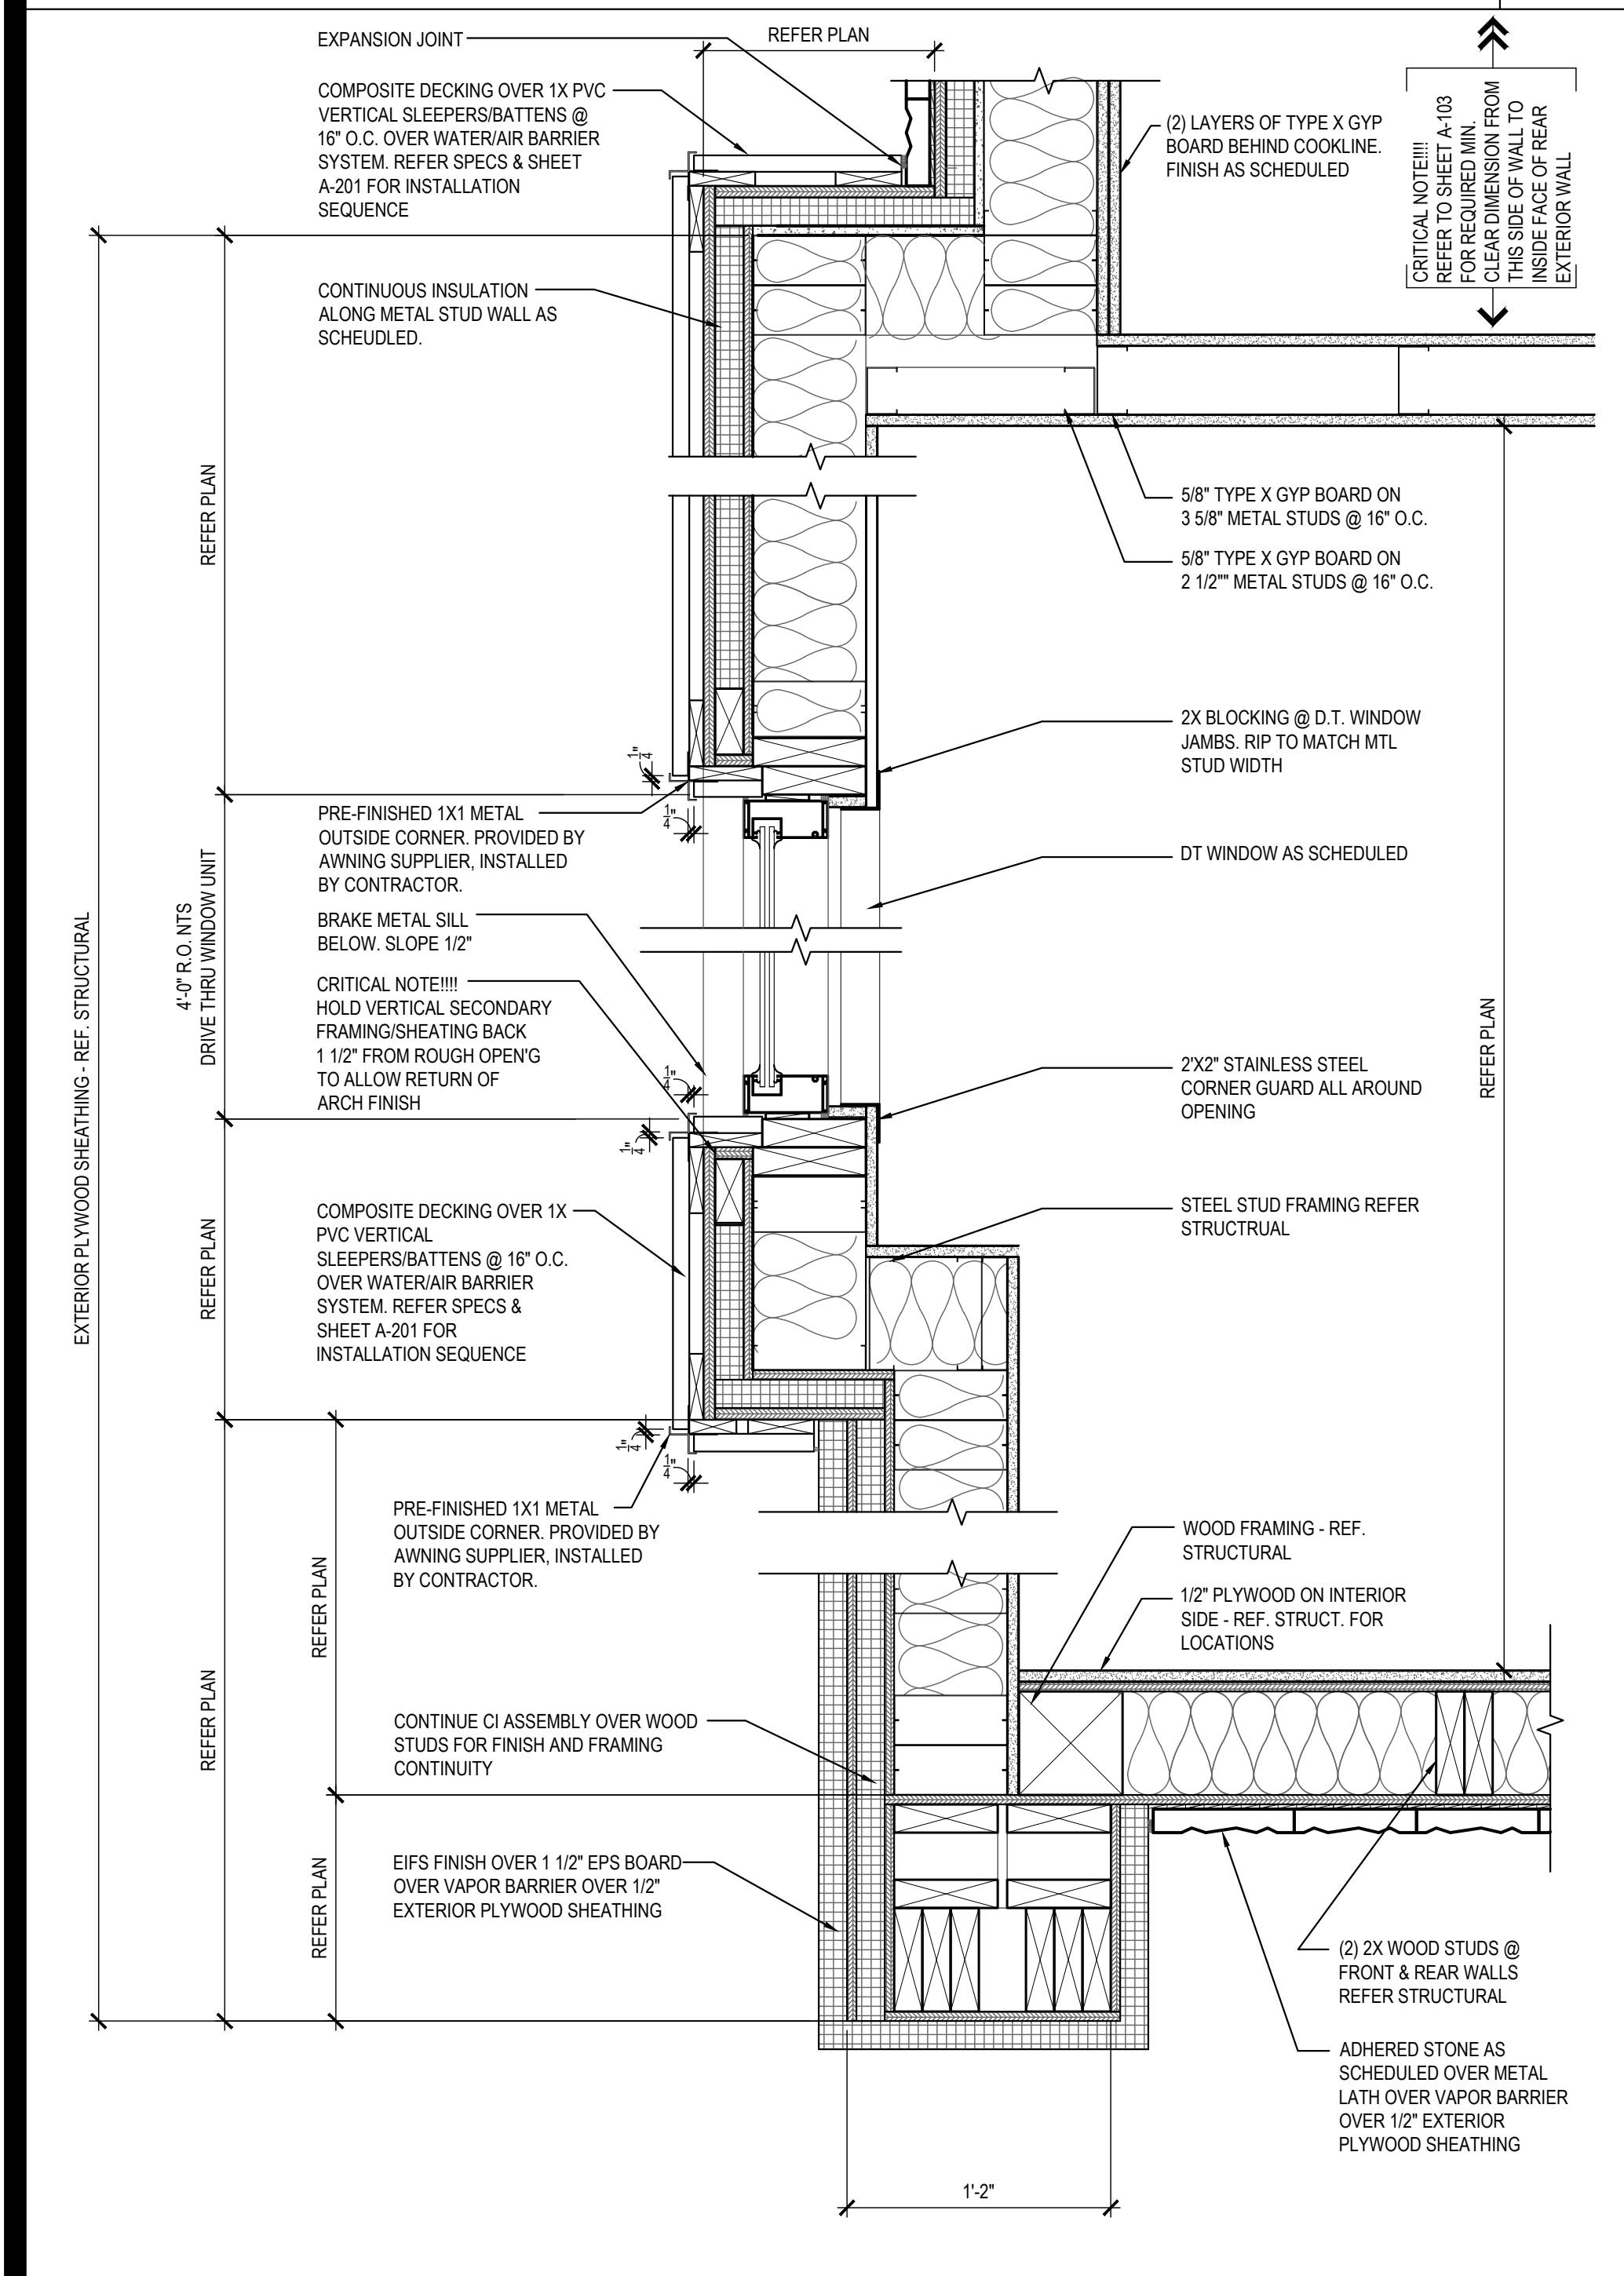 EXPANSION JOINT
REFER PLAN
COMPOSITE DECKING OVER 1X PVC
VERTICAL SLEEPERS/BATTENS @
16" O.C. OVER WATER/AIR BARRIER
SYSTEM. REFER SPECS & SHEET
A-201 FOR INSTALLATION
SEQUENCE
(2) LAYERS OF TYPE X GYP
BOARD BEHIND COOKLINE.
FINISH AS SCHEDULED
CRITICAL NOTE!!!!
REFER TO SHEET A-103
FOR REQUIRED MIN.
CLEAR DIMENSION FROM
THIS SIDE OF WALL TO
INSIDE FACE OF REAR
EXTERIOR WALL
CONTINUOUS INSULATION
ALONG METAL STUD WALL AS
SCHEUDLED.
REFER PLAN
5/8" TYPE X GYP BOARD ON
3 5/8" METAL STUDS @ 16" O.C.
5/8" TYPE X GYP BOARD ON
2 1/2"" METAL STUDS @ 16" O.C.
2X BLOCKING @ D.T. WINDOW
JAMBS. RIP TO MATCH MTL
STUD WIDTH
1/4"
1/4"
PRE-FINISHED 1X1 METAL
OUTSIDE CORNER. PROVIDED BY
AWNING SUPPLIER, INSTALLED
BY CONTRACTOR.
DT WINDOW AS SCHEDULED
4'-0" R.O. NTS
DRIVE THRU WINDOW UNIT
BRAKE METAL SILL
BELOW. SLOPE 1/2"
CRITICAL NOTE!!!!
HOLD VERTICAL SECONDARY
FRAMING/SHEATING BACK
1 1/2" FROM ROUGH OPEN'G
TO ALLOW RETURN OF
ARCH FINISH
EXTERIOR PLYWOOD SHEATHING - REF. STRUCTURAL
REFER PLAN
1/4"
1/4"
2'X2" STAINLESS STEEL
CORNER GUARD ALL AROUND
OPENING
COMPOSITE DECKING OVER 1X
PVC VERTICAL
SLEEPERS/BATTENS @ 16" O.C.
OVER WATER/AIR BARRIER
SYSTEM. REFER SPECS &
SHEET A-201 FOR
INSTALLATION SEQUENCE
REFER PLAN
STEEL STUD FRAMING REFER
STRUCTRUAL
1/4"
1/4"
PRE-FINISHED 1X1 METAL
OUTSIDE CORNER. PROVIDED BY
AWNING SUPPLIER, INSTALLED
BY CONTRACTOR.
WOOD FRAMING - REF.
STRUCTURAL
1/2" PLYWOOD ON INTERIOR
SIDE - REF. STRUCT. FOR
LOCATIONS
REFER PLAN
REFER PLAN
CONTINUE CI ASSEMBLY OVER WOOD
STUDS FOR FINISH AND FRAMING
CONTINUITY
EIFS FINISH OVER 1 1/2" EPS BOARD
OVER VAPOR BARRIER OVER 1/2"
EXTERIOR PLYWOOD SHEATHING
REFER PLAN
(2) 2X WOOD STUDS @
FRONT & REAR WALLS
REFER STRUCTURAL
ADHERED STONE AS
SCHEDULED OVER METAL
LATH OVER VAPOR BARRIER
OVER 1/2" EXTERIOR
PLYWOOD SHEATHING
1'-2"